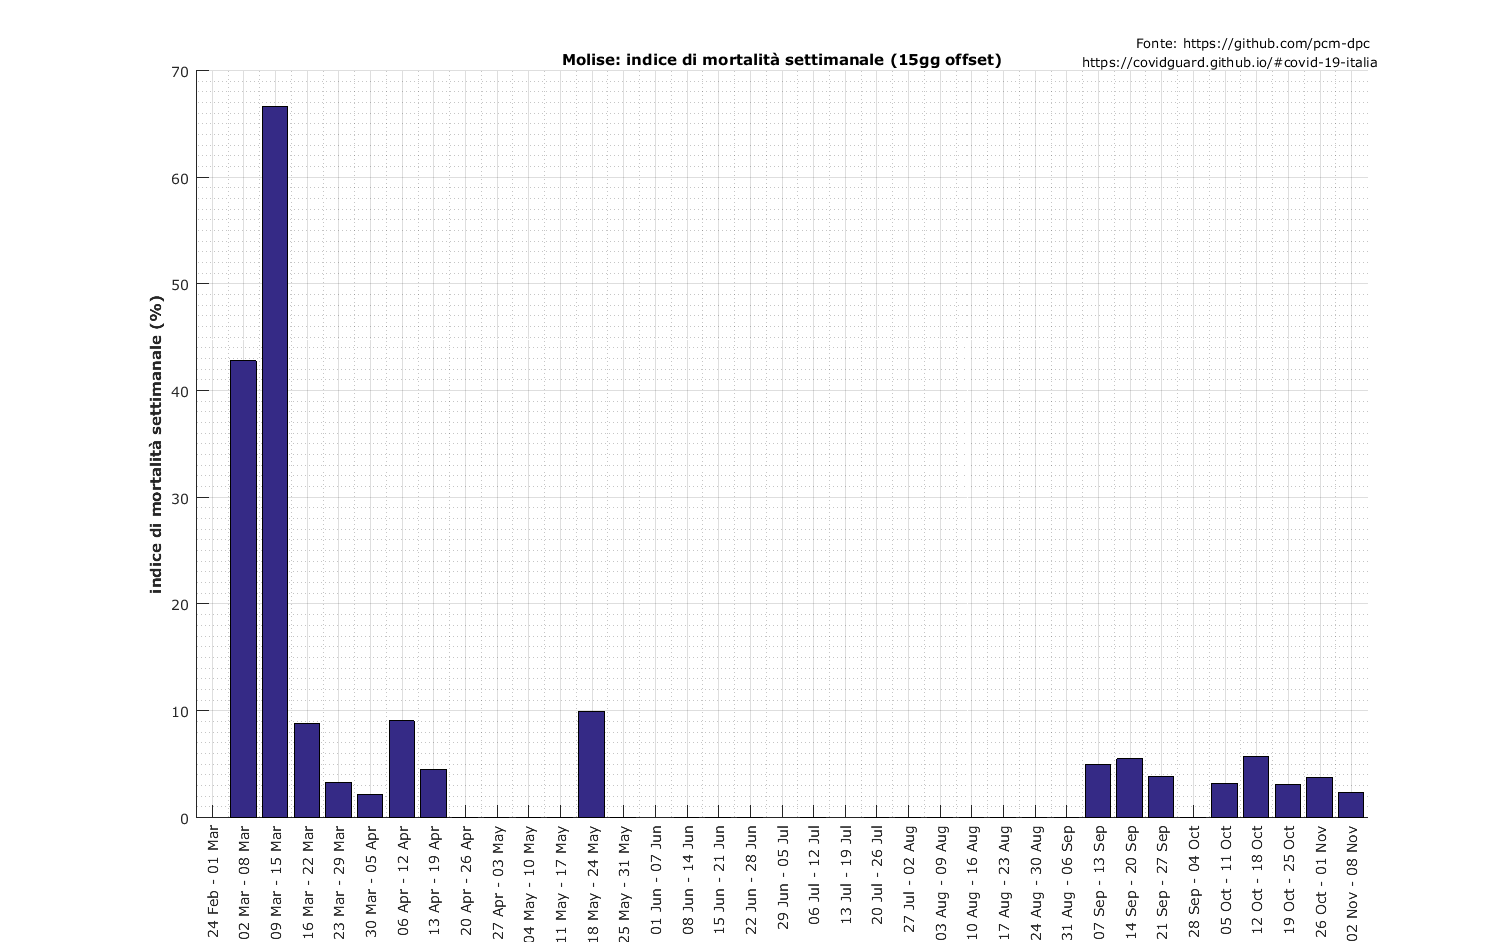 Fonte: https://github.com/pcm-dpc
https://covidguard.github.io/#covid-19-italia
Molise: indice di mortalità settimanale (15gg offset)
indice di mortalità settimanale (%)
70
60
50
40
30
20
10
0
24 Feb - 01 Mar
02 Mar - 08 Mar
09 Mar - 15 Mar
16 Mar - 22 Mar
23 Mar - 29 Mar
30 Mar - 05 Apr
06 Apr - 12 Apr
13 Apr - 19 Apr
20 Apr - 26 Apr
27 Apr - 03 May
04 May - 10 May
11 May - 17 May
18 May - 24 May
25 May - 31 May
01 Jun - 07 Jun
08 Jun - 14 Jun
15 Jun - 21 Jun
22 Jun - 28 Jun
29 Jun - 05 Jul
06 Jul - 12 Jul
13 Jul - 19 Jul
20 Jul - 26 Jul
27 Jul - 02 Aug
03 Aug - 09 Aug
10 Aug - 16 Aug
17 Aug - 23 Aug
24 Aug - 30 Aug
31 Aug - 06 Sep
07 Sep - 13 Sep
14 Sep - 20 Sep
21 Sep - 27 Sep
28 Sep - 04 Oct
05 Oct - 11 Oct
12 Oct - 18 Oct
19 Oct - 25 Oct
26 Oct - 01 Nov
02 Nov - 08 Nov